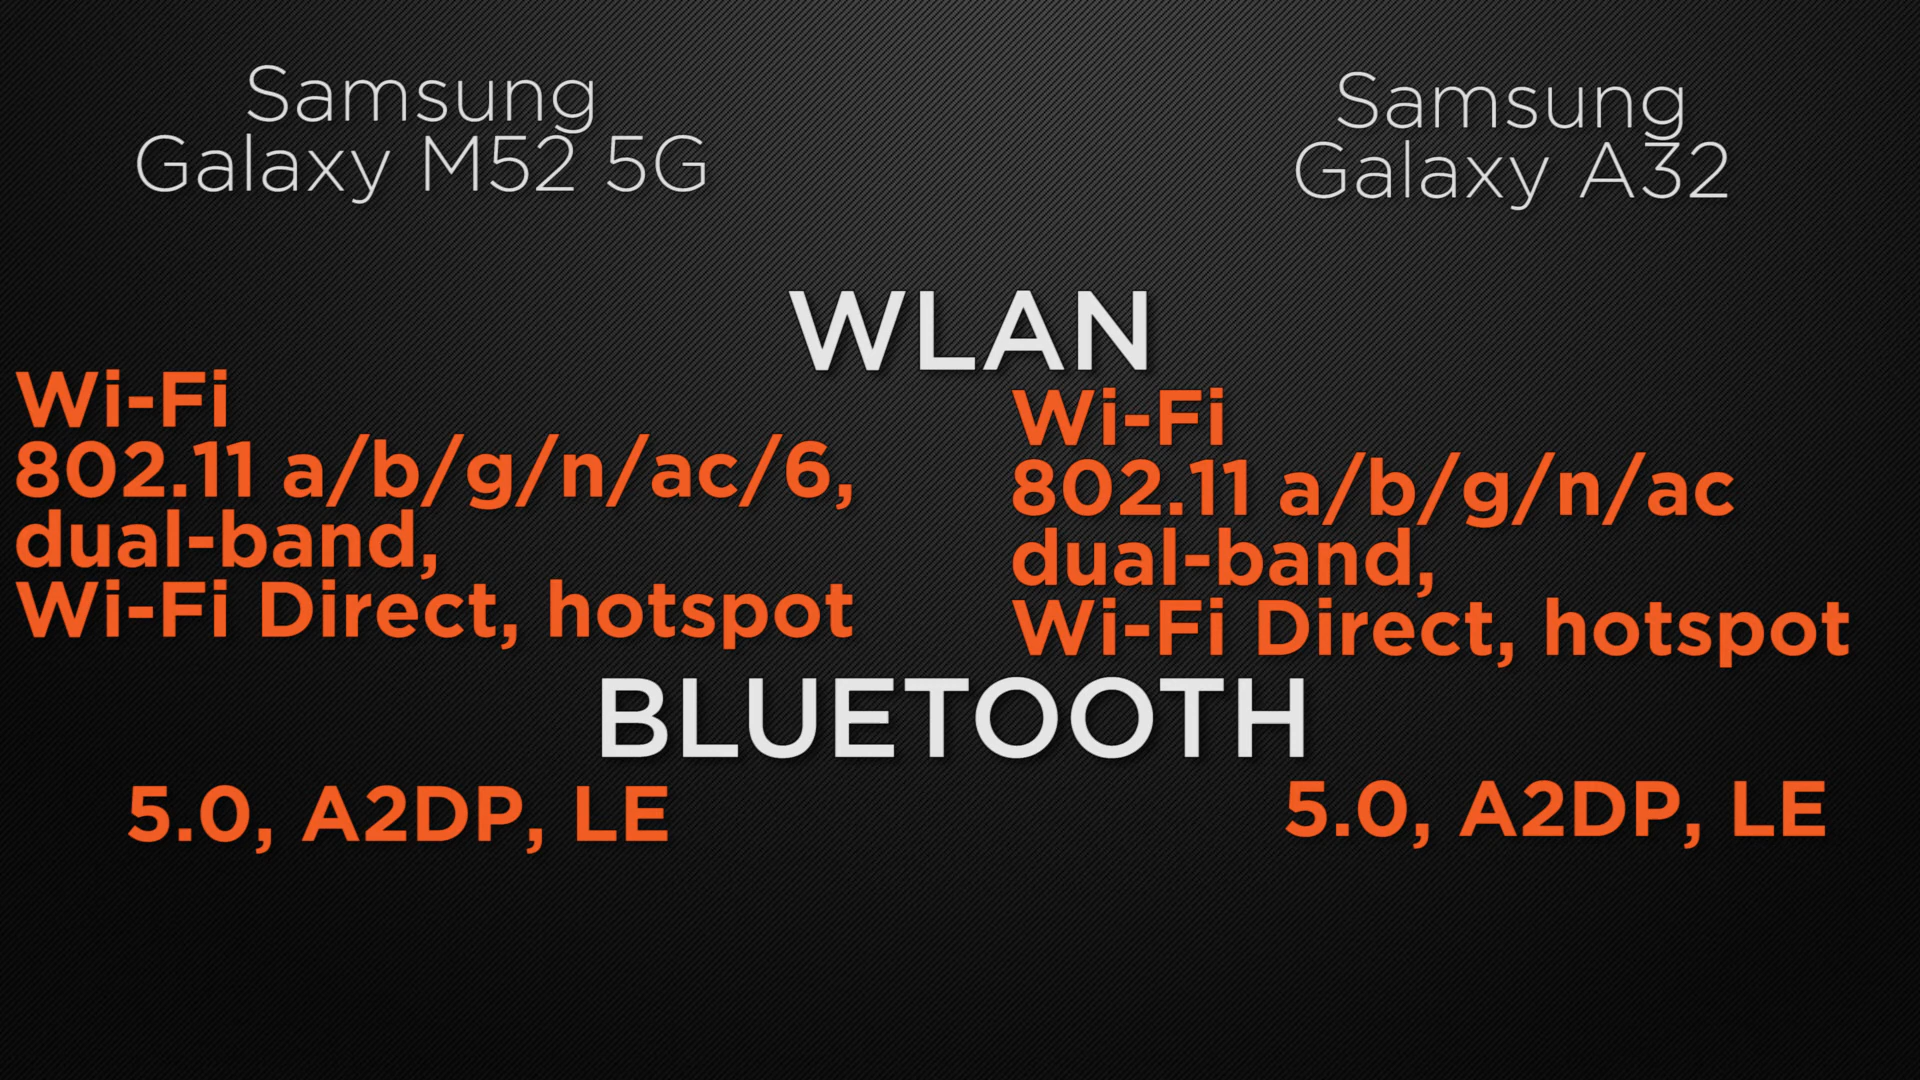 Samsung
Galaxy M52 5G
Samsung
Galaxy A32
WLAN
Wi-Fi
802.11 a/b/g/n/ac/6,
dual-band,
Wi-Fi Direct, hotspot
Wi-Fi
802.11 a/b/g/n/ac
dual-band,
Wi-Fi Direct, hotspot
BLUETOOTH
5.0, A2DP, LE
5.0, A2DP, LE